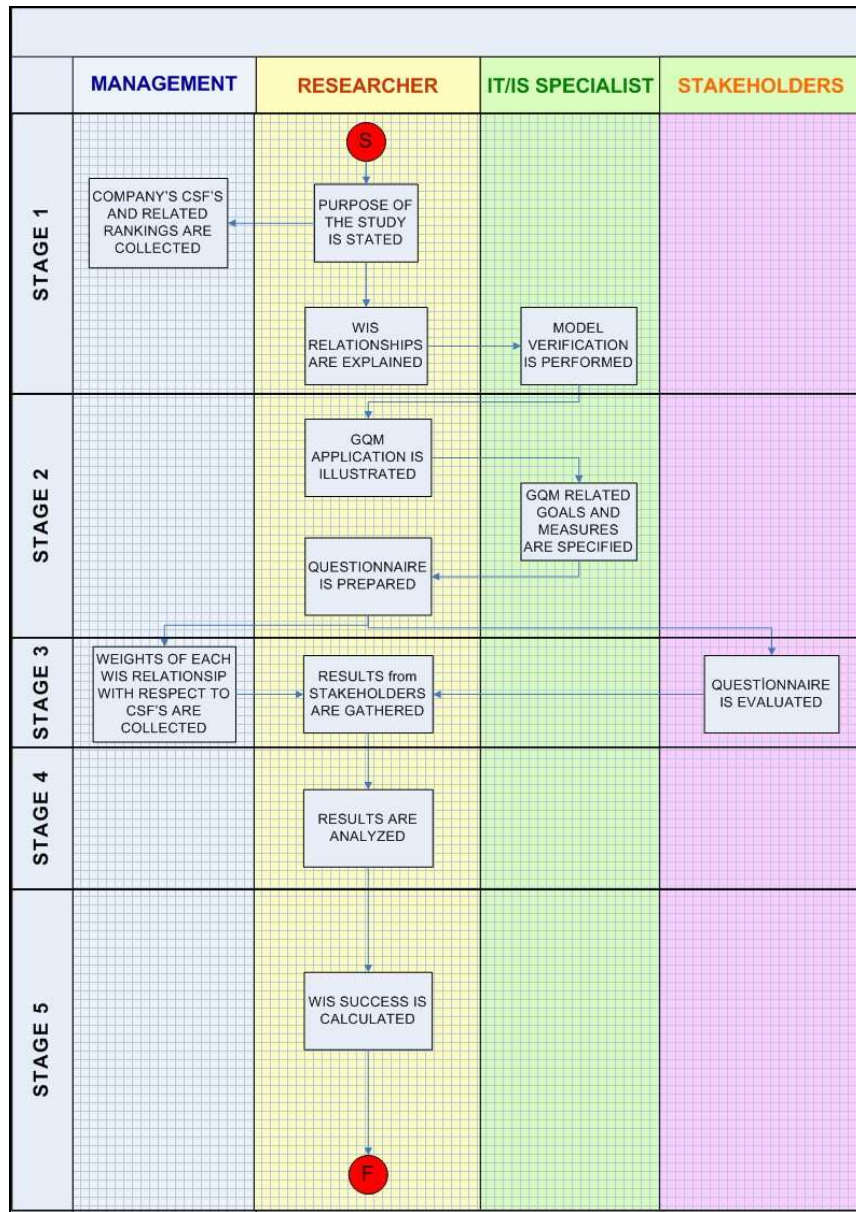 MANAGEMENT
RESEARCHER
IT/IS SPECIALIST
STAKEHOLDERS
STAGE 1
S
COMPANY'S CSF'S
AND RELATED
RANKINGS ARE
COLLECTED
PURPOSE OF
THE STUDY
IS STATED
WIS
RELATIONSHIPS
ARE EXPLAINED
MODEL
VERIFICATION
IS PERFORMED
STAGE 2
GQM
APPLICATION IS
ILLUSTRATED
GQM RELATED
GOALS AND
MEASURES
ARE SPECIFIED
QUESTIONNAIRE
IS PREPARED
STAGE 3
WEIGHTS OF EACH
WIS RELATIONSHIP
WITH RESPECT TO
CSF'S ARE
COLLECTED
RESULTS from
STAKEHOLDERS
ARE GATHERED
QUESTİONNAIRE
IS EVALUATED
STAGE 4
RESULTS ARE
ANALYZED
STAGE 5
WIS SUCCESS IS
CALCULATED
F